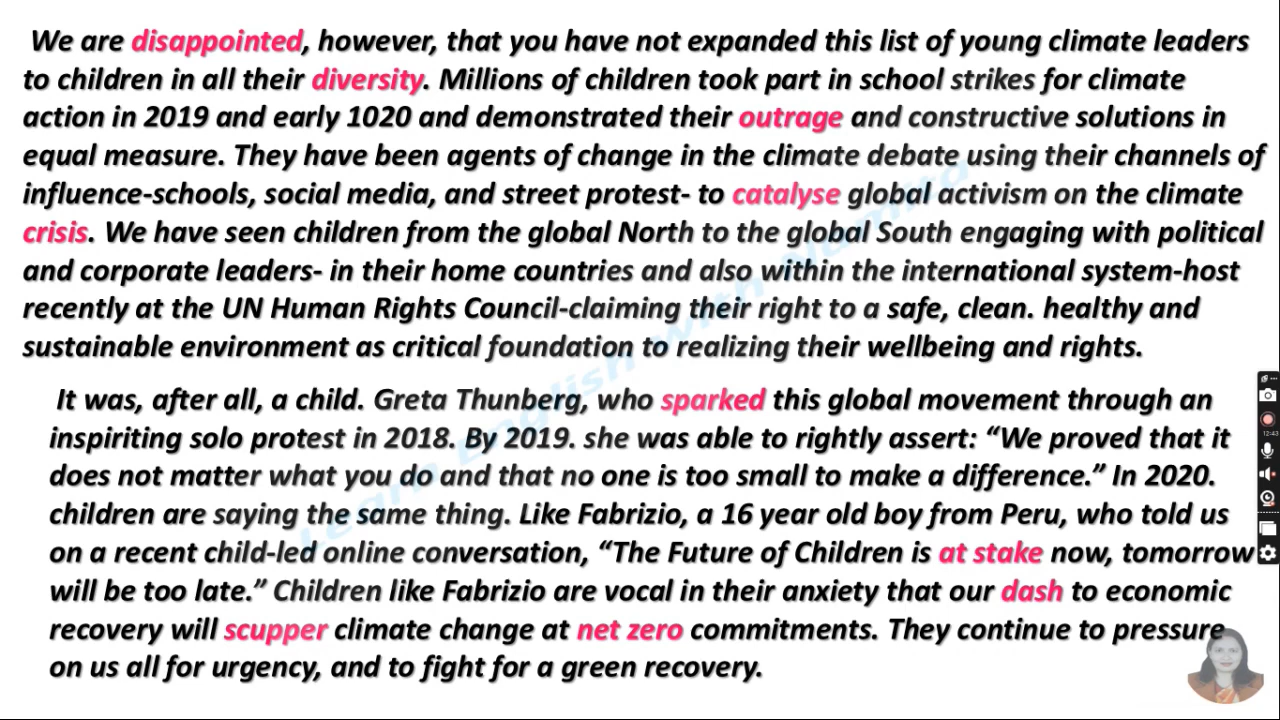 We are disappointed, however, that you have not expanded this list of young climate leaders
to children in all their diversity. Millions of children took part in school strikes for climate
action in 2019 and early 1020 and demonstrated their outrage and constructive solutions in
equal measure. They have been agents of change in the climate debate using their channels of
influence-schools, social media, and street protest- to catalyse global activism on the climate
crisis. We have seen children from the global North to the global South engaging with political
and corporate leaders- in their home countries and also within the international system-host
recently at the UN Human Rights Council-claiming their right to a safe, clean. healthy and
sustainable environment as critical foundation to realizing their wellbeing and rights.
It was, after all, a child. Greta Thunberg, who sparked this global movement through an
inspiriting solo protest in 2018. By 2019. she was able to rightly assert: “We proved that it
does not matter what you do and that no one is too small to make a difference.” In 2020.
children are saying the same thing. Like Fabrizio, a 16 year old boy from Peru, who told us
on a recent child-led online conversation, “The Future of Children is at stake now, tomorrow
will be too late.” Children like Fabrizio are vocal in their anxiety that our dash to economic
recovery will scupper climate change at net zero commitments. They continue to pressure
on us all for urgency, and to fight for a green recovery.
Learn English with Namita
12:43